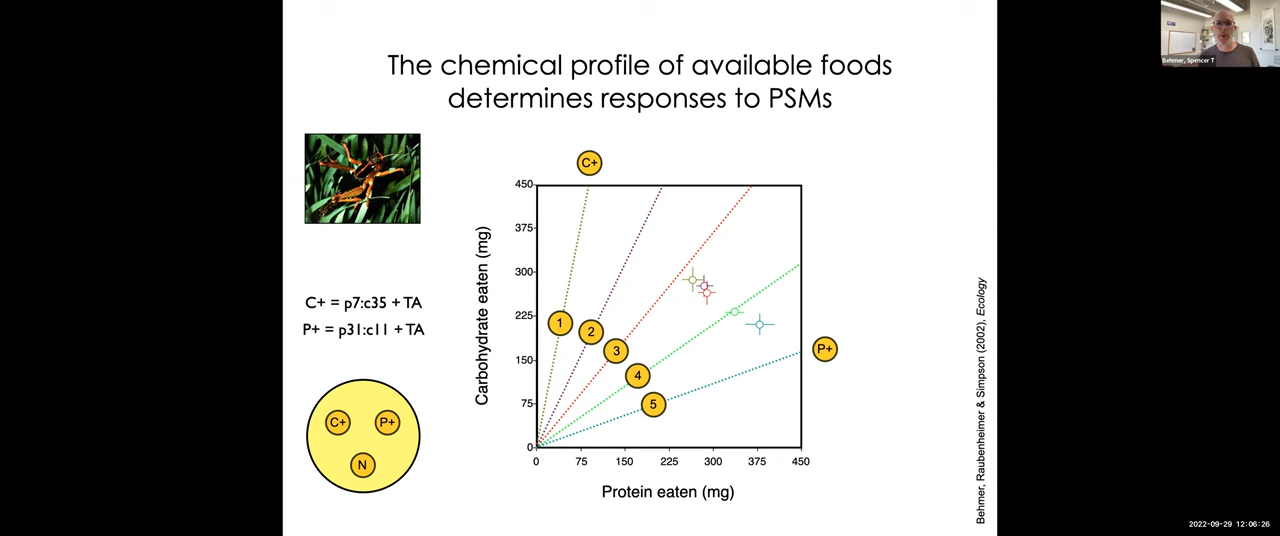 The chemical profile of available foods
determines responses to PSMs
Behmer, Spencer T
C+ = p7:c35 + TA
P+ = p31:c11 + TA
C+
P+
N
C+
450
375
300
225
150
75
0
Carbohydrate eaten (mg)
1
2
3
4
5
P+
0
75
150
225
300
375
450
Protein eaten (mg)
Behmer, Raubenheimer & Simpson (2002), Ecology
2022-09-29 12:06:26